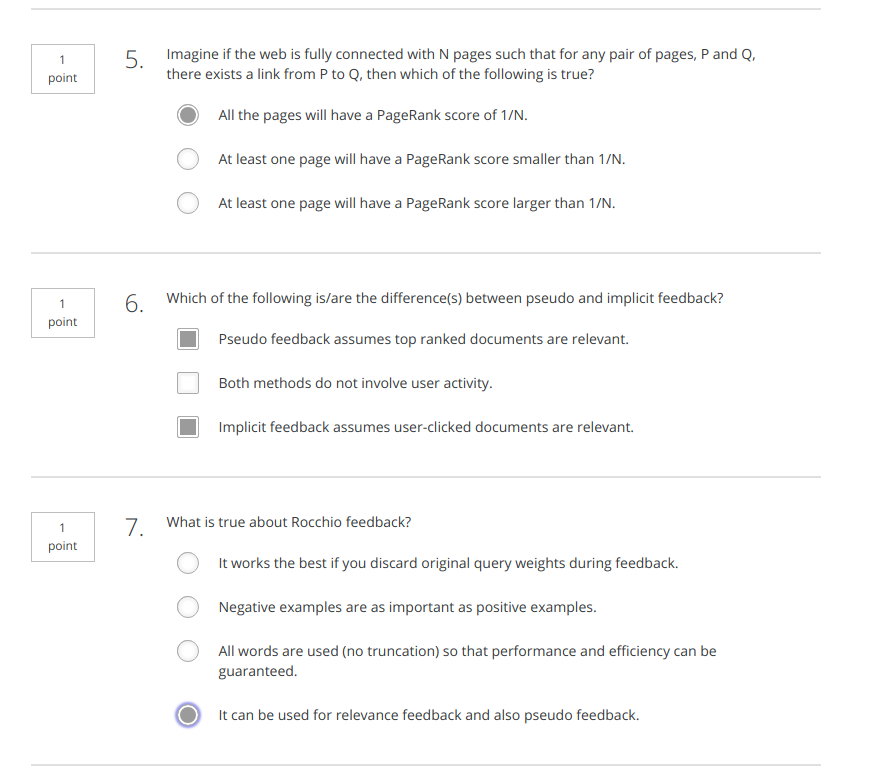 1
point
5.
Imagine if the web is fully connected with N pages such that for any pair of pages, P and Q,
there exists a link from P to Q, then which of the following is true?
All the pages will have a PageRank score of 1/N.
At least one page will have a PageRank score smaller than 1/N.
At least one page will have a PageRank score larger than 1/N.
1
point
6.
Which of the following is/are the difference(s) between pseudo and implicit feedback?
Pseudo feedback assumes top ranked documents are relevant.
Both methods do not involve user activity.
Implicit feedback assumes user-clicked documents are relevant.
1
point
7.
What is true about Rocchio feedback?
It works the best if you discard original query weights during feedback.
Negative examples are as important as positive examples.
All words are used (no truncation) so that performance and efficiency can be
guaranteed.
It can be used for relevance feedback and also pseudo feedback.